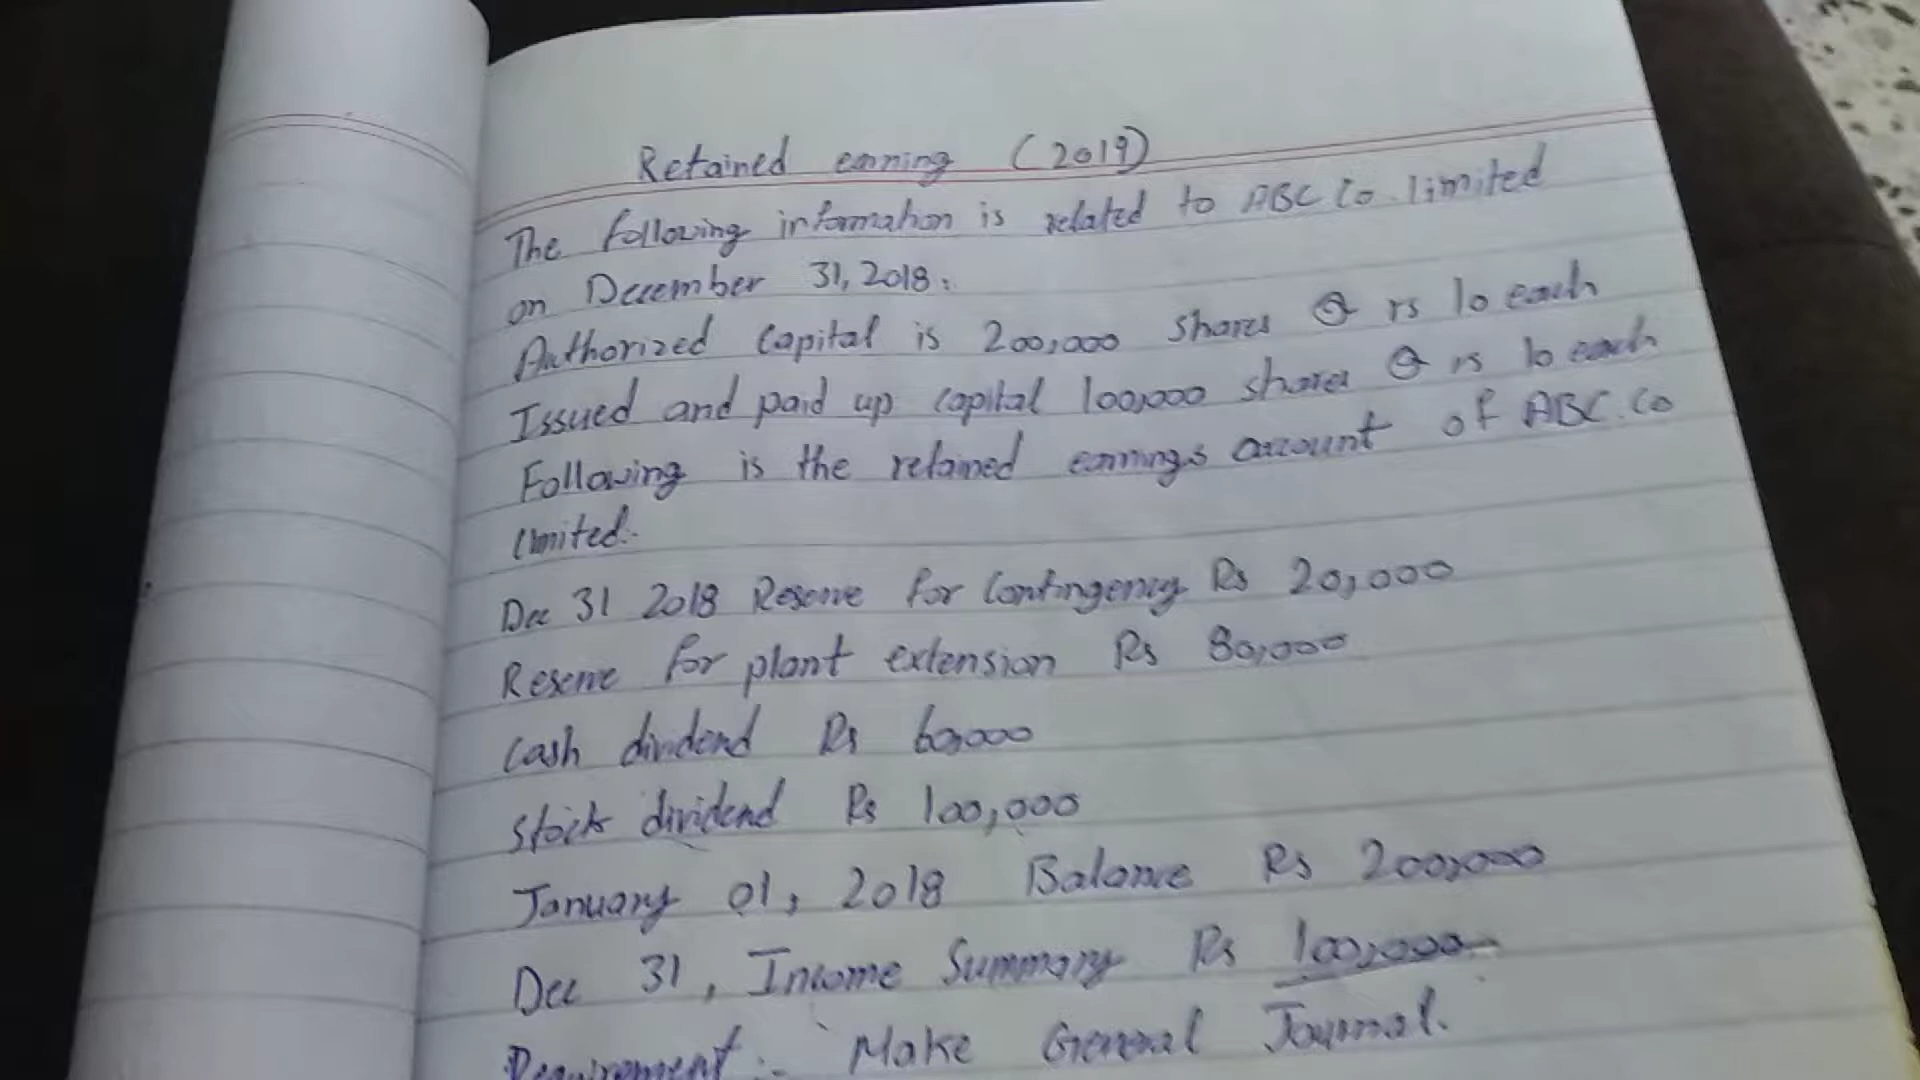 Retained earning (2019)
The following information is related to ABC Co. limited
on December 31, 2018:
Authorized Capital is 200,000 shares @ rs 10 each
Issued and paid up capital 100,000 shares @ rs 10 each
Following is the retained earnings account of ABC. Co
limited:-
Dec 31 2018 Reserve for Contingency Rs 20,000
Reserve for plant extension Rs 80,000
Cash dividend Rs 60,000
Stock dividend Rs 100,000
January 01, 2018 Balance Rs 200,000
Dec 31, Income Summary Rs 100,000
Requirement:- Make General Journal.